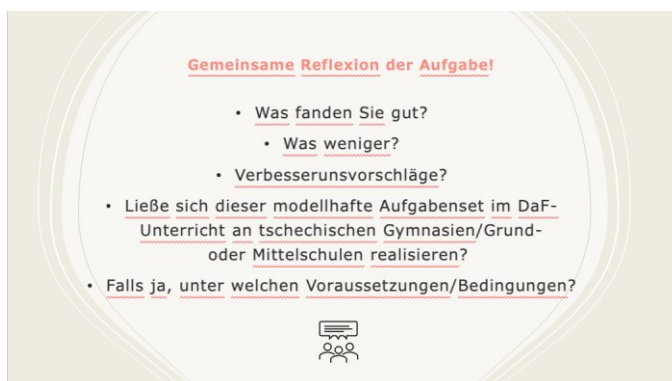 Gemeinsame Reflexion der Aufgabe!
• Was fanden Sie gut?
• Was weniger?
• Verbesserunsvorschläge?
• Ließe sich dieser modellhafte Aufgabenset im DaF-
Unterricht an tschechischen Gymnasien/Grund-
oder Mittelschulen realisieren?
• Falls ja, unter welchen Voraussetzungen/Bedingungen?